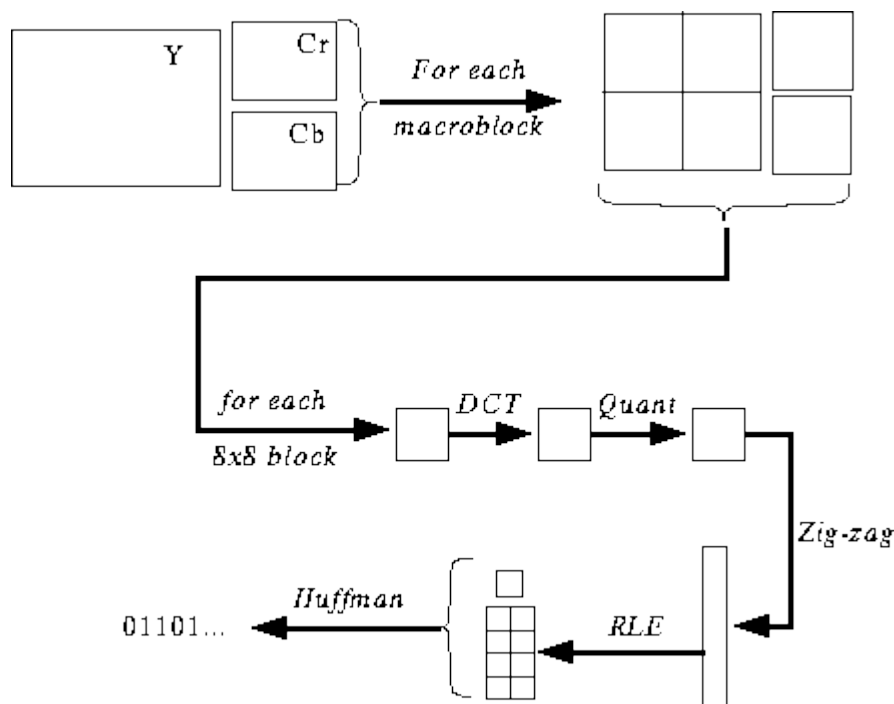 Y
Cr
Cb
For each
macroblock
for each
8x8 block
DCT
Quant
Zig-zag
RLE
Huffman
01101...